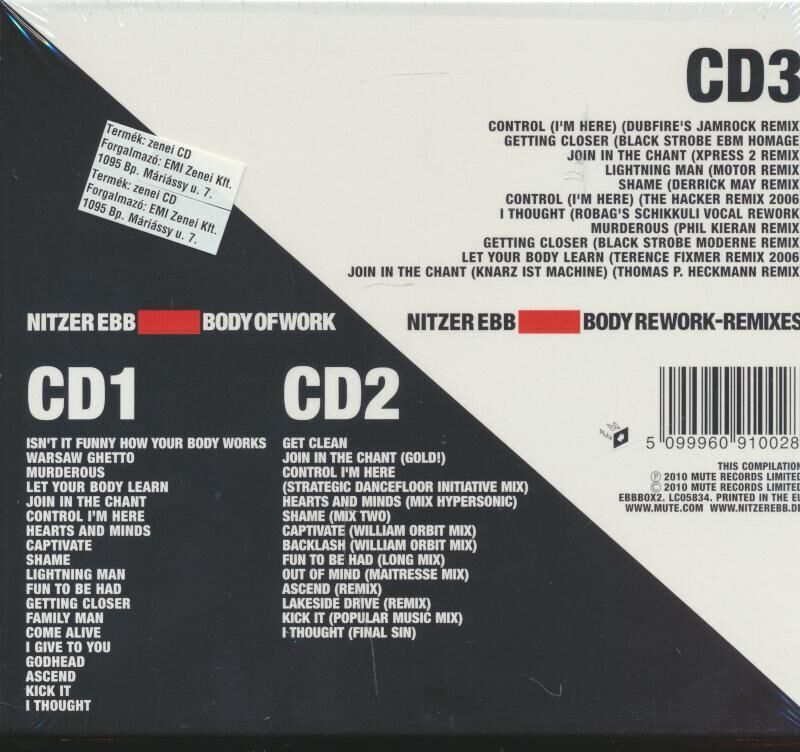 CD3
CONTROL (I'M HERE) (DUBFIRE'S JAMROCK REMIX
GETTING CLOSER (BLACK STROBE EBM HOMAGE
JOIN IN THE CHANT (XPRESS 2 REMIX
LIGHTNING MAN (MOTOR REMIX
SHAME (DERRICK MAY REMIX
CONTROL (I'M HERE) (THE HACKER REMIX 2006
I THOUGHT (ROBAG'S SCHIKKULI VOCAL REWORK
MURDEROUS (PHIL KIERAN REMIX
GETTING CLOSER (BLACK STROBE MODERNE REMIX
LET YOUR BODY LEARN (TERENCE FIXMER REMIX 2006
JOIN IN THE CHANT (KNARZ IST MACHINE) (THOMAS P. HECKMANN REMIX
Termék: zenei CD
Forgalmazó: EMI Zenei Kft.
1095 Bp. Máriássy u. 7.
Termék: zenei CD
Forgalmazó: EMI Zenei Kft.
1095 Bp. Máriássy u. 7.
NITZER EBB BODY OF WORK
NITZER EBB BODY REWORK-REMIXES
CD1
ISN'T IT FUNNY HOW YOUR BODY WORKS
WARSAW GHETTO
MURDEROUS
LET YOUR BODY LEARN
JOIN IN THE CHANT
CONTROL I'M HERE
HEARTS AND MINDS
CAPTIVATE
SHAME
LIGHTNING MAN
FUN TO BE HAD
GETTING CLOSER
FAMILY MAN
COME ALIVE
I GIVE TO YOU
GODHEAD
ASCEND
KICK IT
I THOUGHT
CD2
GET CLEAN
JOIN IN THE CHANT (GOLD!)
CONTROL I'M HERE
(STRATEGIC DANCEFLOOR INITIATIVE MIX)
HEARTS AND MINDS (MIX HYPERSONIC)
SHAME (MIX TWO)
CAPTIVATE (WILLIAM ORBIT MIX)
BACKLASH (WILLIAM ORBIT MIX)
FUN TO BE HAD (LONG MIX)
OUT OF MIND (MAITRESSE MIX)
ASCEND (REMIX)
LAKESIDE DRIVE (REMIX)
KICK IT (POPULAR MUSIC MIX)
I THOUGHT (FINAL SIN)
Mute
5 099960 910028
THIS COMPILATION
℗ 2010 MUTE RECORDS LIMITED
© 2010 MUTE RECORDS LIMITED
EBBBOX2. LC05834. PRINTED IN THE EU
WWW.MUTE.COM WWW.NITZEREBB.DE